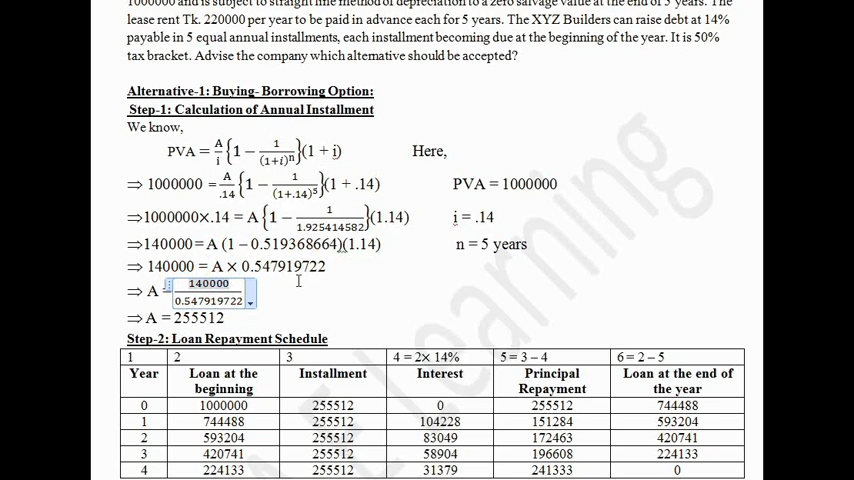 1000000 and is subject to straight line method of depreciation to a zero salvage value at the end of 5 years. The
lease rent Tk. 220000 per year to be paid in advance each for 5 years. The XYZ Builders can raise debt at 14%
payable in 5 equal annual installments, each installment becoming due at the beginning of the year. It is 50%
tax bracket. Advise the company which alternative should be accepted?
Alternative-1: Buying- Borrowing Option:
Step-1: Calculation of Annual Installment
We know,
PVA = A/i {1 − 1/(1+i)^n}(1 + i) Here,
⇒ 1000000 = A/.14 {1 − 1/(1+.14)^5}(1 + .14) PVA = 1000000
⇒1000000×.14 = A {1 − 1/1.925414582}(1.14) i = .14
⇒140000= A (1 − 0.519368664)(1.14) n = 5 years
⇒ 140000 = A × 0.547919722
⇒ A = 140000/0.547919722
⇒ A = 255512
Step-2: Loan Repayment Schedule
1 2 3 4 = 2× 14% 5 = 3 – 4 6 = 2 – 5
Year Loan at the beginning Installment Interest Principal Repayment Loan at the end of the year
0 1000000 255512 0 255512 744488
1 744488 255512 104228 151284 593204
2 593204 255512 83049 172463 420741
3 420741 255512 58904 196608 224133
4 224133 255512 31379 241333 0
E Learning